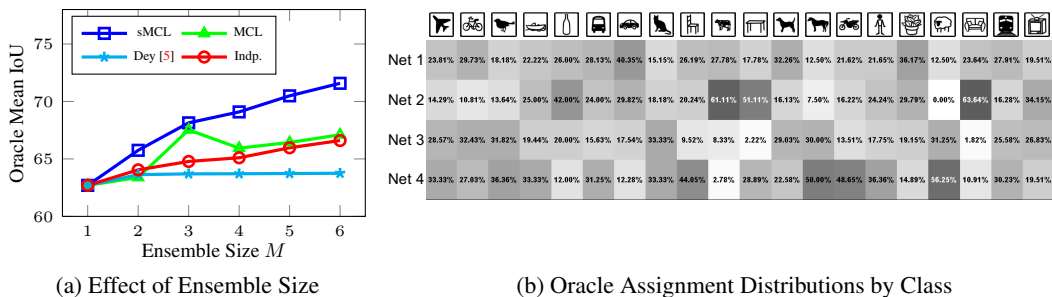 75
70
65
60
Oracle Mean IoU
sMCL MCL
Dey [5] Indp.
1 2 3 4 5 6
Ensemble Size M
(a) Effect of Ensemble Size
Net 1 23.81% 29.73% 18.18% 22.22% 26.00% 28.13% 40.35% 15.15% 26.19% 27.78% 17.78% 32.26% 12.50% 21.62% 21.65% 36.17% 12.50% 23.64% 27.91% 19.51%
Net 2 14.29% 10.81% 13.64% 25.00% 42.00% 24.00% 29.82% 18.18% 20.24% 61.11% 51.11% 16.13% 7.50% 16.22% 24.24% 29.79% 0.00% 63.64% 16.28% 34.15%
Net 3 28.57% 32.43% 31.82% 19.44% 20.00% 15.63% 17.54% 33.33% 9.52% 8.33% 2.22% 29.03% 30.00% 13.51% 17.75% 19.15% 31.25% 1.82% 25.58% 26.83%
Net 4 33.33% 27.03% 36.36% 33.33% 12.00% 31.25% 12.28% 33.33% 44.05% 2.78% 28.89% 22.58% 50.00% 48.65% 36.36% 14.89% 56.25% 10.91% 30.23% 19.51%
(b) Oracle Assignment Distributions by Class